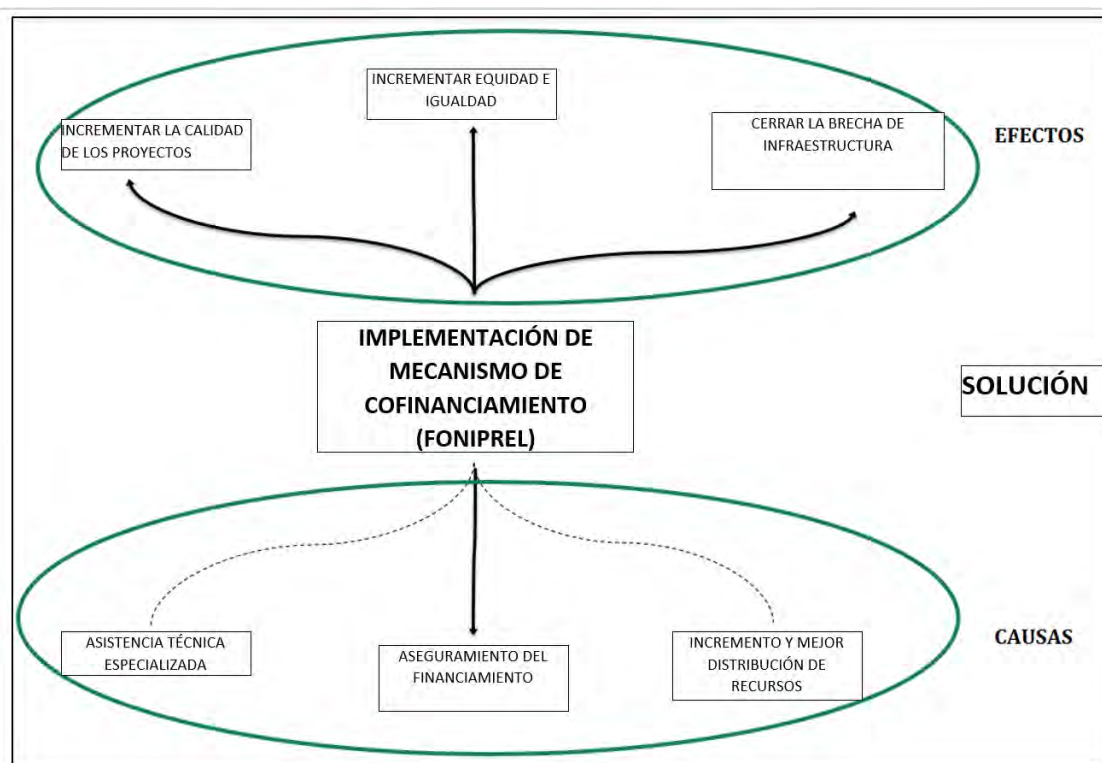 INCREMENTAR EQUIDAD E
IGUALDAD
INCREMENTAR LA CALIDAD
DE LOS PROYECTOS
CERRAR LA BRECHA DE
INFRAESTRUCTURA
EFECTOS
IMPLEMENTACIÓN DE
MECANISMO DE
COFINANCIAMIENTO
(FONIPREL)
SOLUCIÓN
ASISTENCIA TÉCNICA
ESPECIALIZADA
ASEGURAMIENTO DEL
FINANCIAMIENTO
INCREMENTO Y MEJOR
DISTRIBUCIÓN DE
RECURSOS
CAUSAS